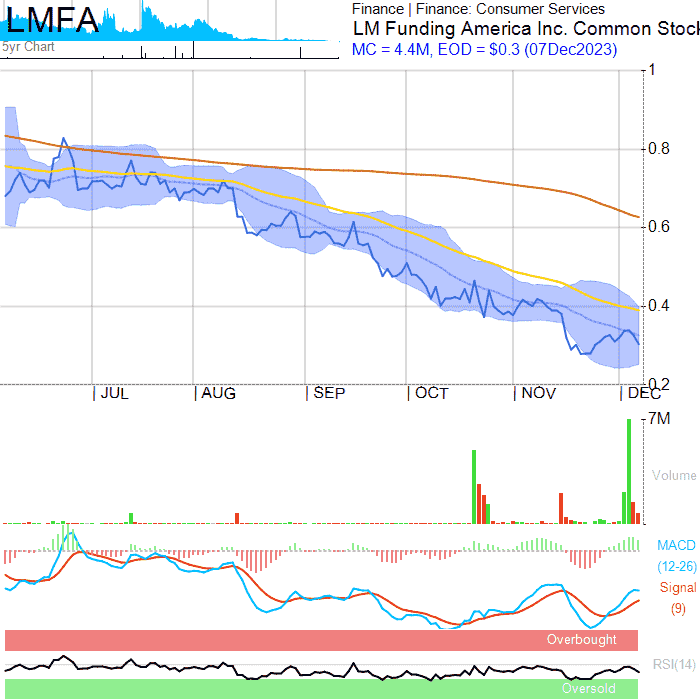 LMFA
5yr Chart
Finance | Finance: Consumer Services
LM Funding America Inc. Common Stock
MC = 4.4M, EOD = $0.3 (07Dec2023)
1
0.8
0.6
0.4
0.2
JUL
AUG
SEP
OCT
NOV
DEC
7M
Volume
MACD
(12-26)
Signal
(9)
Overbought
RSI(14)
Oversold